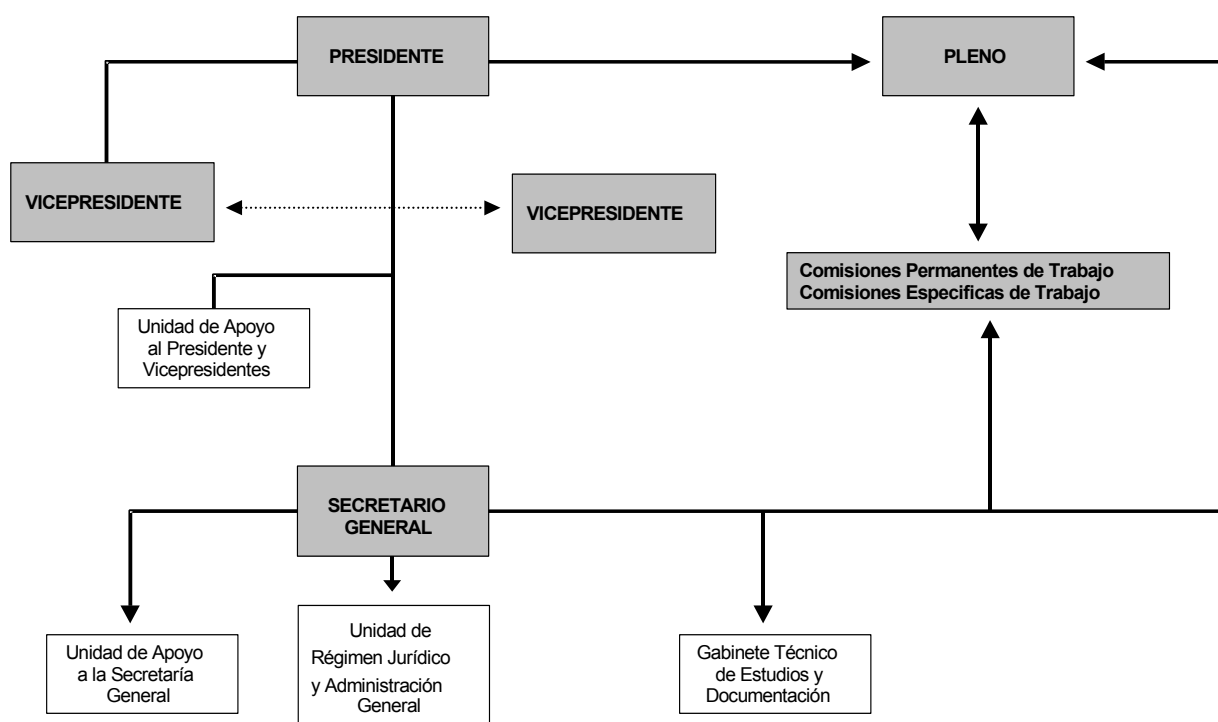 PRESIDENTE
PLENO
VICEPRESIDENTE
VICEPRESIDENTE
Comisiones Permanentes de Trabajo
Comisiones Especificas de Trabajo
Unidad de Apoyo
al Presidente y
Vicepresidentes
SECRETARIO
GENERAL
Unidad de Apoyo
a la Secretaría
General
Unidad de
Régimen Jurídico
y Administración
General
Gabinete Técnico
de Estudios y
Documentación